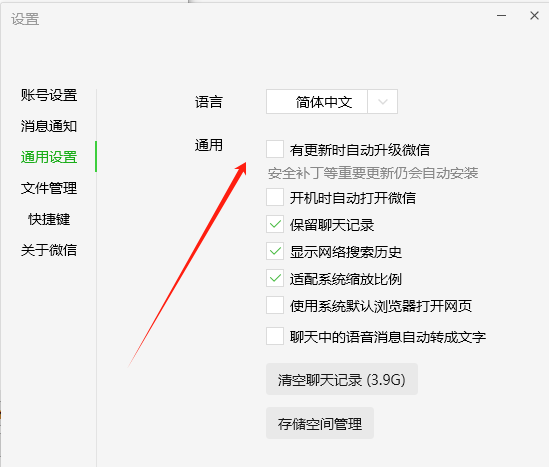 设置
账号设置
消息通知
通用设置
文件管理
快捷键
关于微信
语言
简体中文
通用
有更新时自动升级微信
安全补丁等重要更新仍会自动安装
开机时自动打开微信
保留聊天记录
显示网络搜索历史
适配系统缩放比例
使用系统默认浏览器打开网页
聊天中的语音消息自动转成文字
清空聊天记录 (3.9G)
存储空间管理